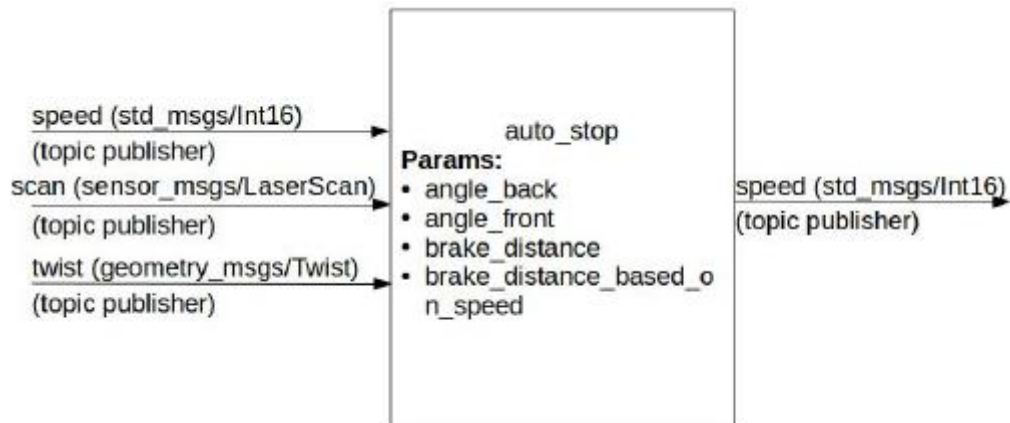 speed (std_msgs/Int16)
(topic publisher)
scan (sensor_msgs/LaserScan)
(topic publisher)
twist (geometry_msgs/Twist)
(topic publisher)
auto_stop
Params:
• angle_back
• angle_front
• brake_distance
• brake_distance_based_o
n_speed
speed (std_msgs/Int16)
(topic publisher)